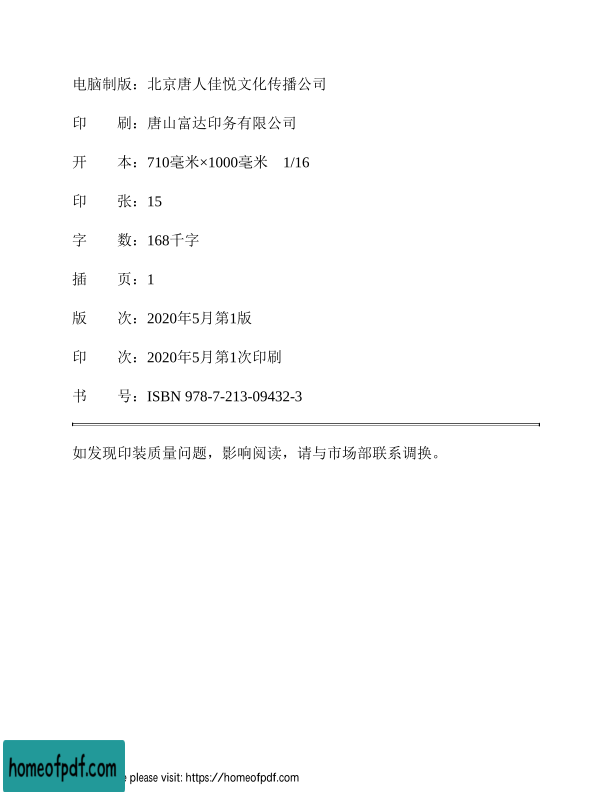 电脑制版：北京唐人佳悦文化传播公司
印　　刷：唐山富达印务有限公司
开　　本：710毫米×1000毫米　1/16
印　　张：15
字　　数：168千字
插　　页：1
版　　次：2020年5月第1版
印　　次：2020年5月第1次印刷
书　　号：ISBN 978-7-213-09432-3
如发现印装质量问题，影响阅读，请与市场部联系调换。
homeofpdf.com
please visit: https://homeofpdf.com